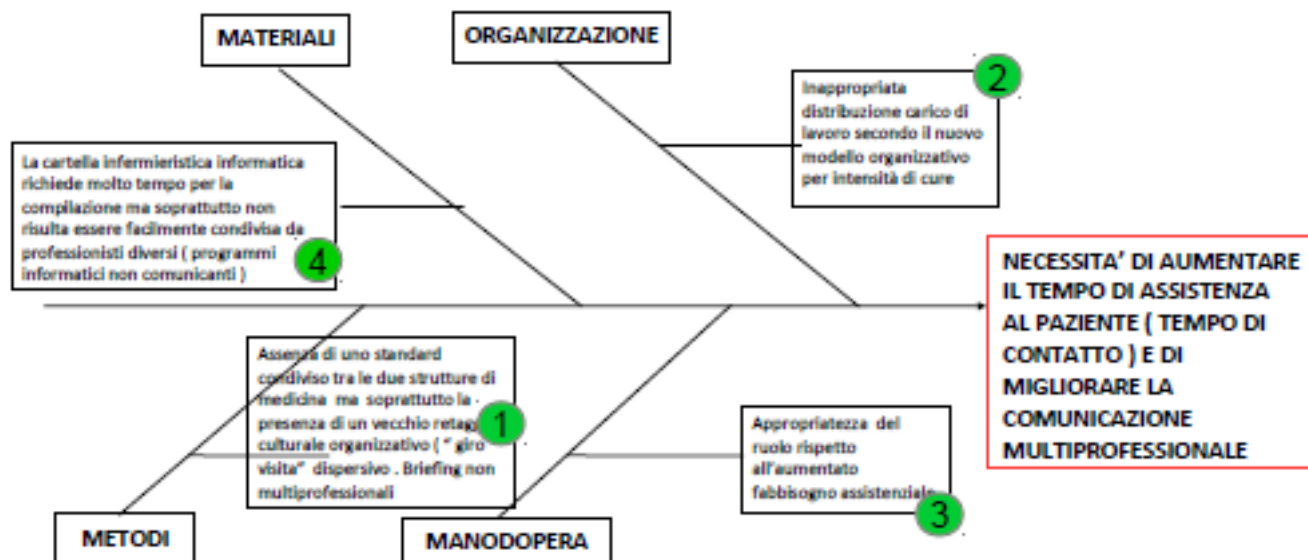 MATERIALI
ORGANIZZAZIONE
2
Inappropriata
distribuzione carico di
lavoro secondo il nuovo
modello organizzativo
per intensità di cure
La cartella infermieristica informatica
richiede molto tempo per la
compilazione ma soprattutto non
risulta essere facilmente condivisa da
professionisti diversi ( programmi
informatici non comunicanti )
4
NECESSITA' DI AUMENTARE
IL TEMPO DI ASSISTENZA
AL PAZIENTE ( TEMPO DI
CONTATTO ) E DI
MIGLIORARE LA
COMUNICAZIONE
MULTIPROFESSIONALE
Assenza di uno standard
condiviso tra le due strutture di
medicina ma soprattutto la
presenza di un vecchio retaggio
culturale organizzativo ( " giro
visita" dispersivo . Briefing non
multiprofessionali
1
Appropriatezza del
ruolo rispetto
all'aumentato
fabbisogno assistenziale
3
METODI
MANODOPERA